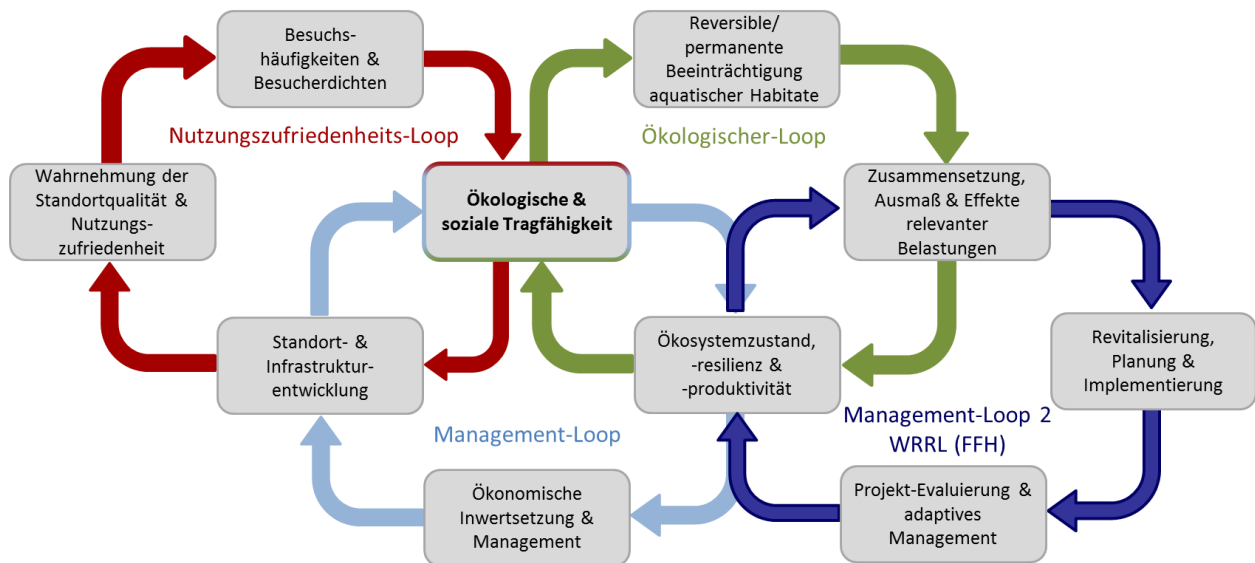 Besuchs-
häufigkeiten &
Besucherdichten
Reversible/
permanente
Beeinträchtigung
aquatischer Habitate
Nutzungszufriedenheits-Loop
Ökologischer-Loop
Wahrnehmung der
Standortqualität &
Nutzungs-
zufriedenheit
Ökologische &
soziale Tragfähigkeit
Zusammensetzung,
Ausmaß & Effekte
relevanter
Belastungen
Standort- &
Infrastruktur-
entwicklung
Ökosystemzustand,
-resilienz &
-produktivität
Revitalisierung,
Planung &
Implementierung
Management-Loop
Management-Loop 2
WRRL (FFH)
Ökonomische
Inwertsetzung &
Management
Projekt-Evaluierung &
adaptives
Management